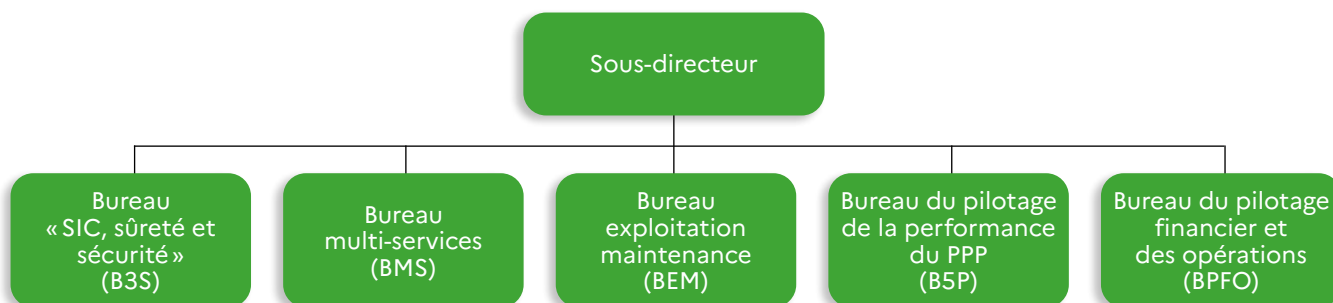 Sous-directeur
Bureau
« SIC, sûreté et
sécurité »
(B3S)
Bureau
multi-services
(BMS)
Bureau
exploitation
maintenance
(BEM)
Bureau du pilotage
de la performance
du PPP
(B5P)
Bureau du pilotage
financier et
des opérations
(BPFO)